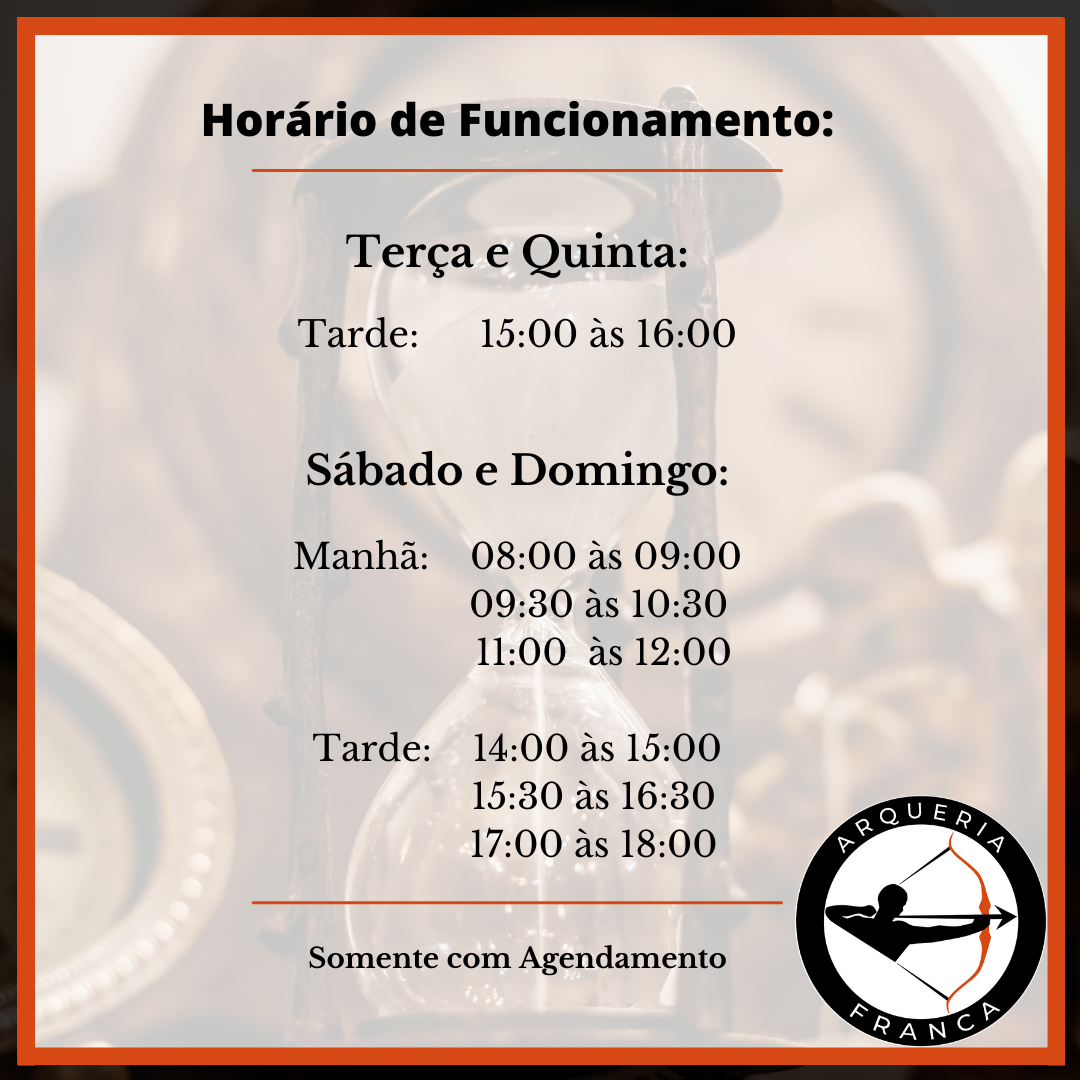 Horário de Funcionamento:
Terça e Quinta:
Tarde: 15:00 às 16:00
Sábado e Domingo:
Manhã: 08:00 às 09:00
09:30 às 10:30
11:00 às 12:00
Tarde: 14:00 às 15:00
15:30 às 16:30
17:00 às 18:00
Somente com Agendamento
ARQUERIA
FRANCA